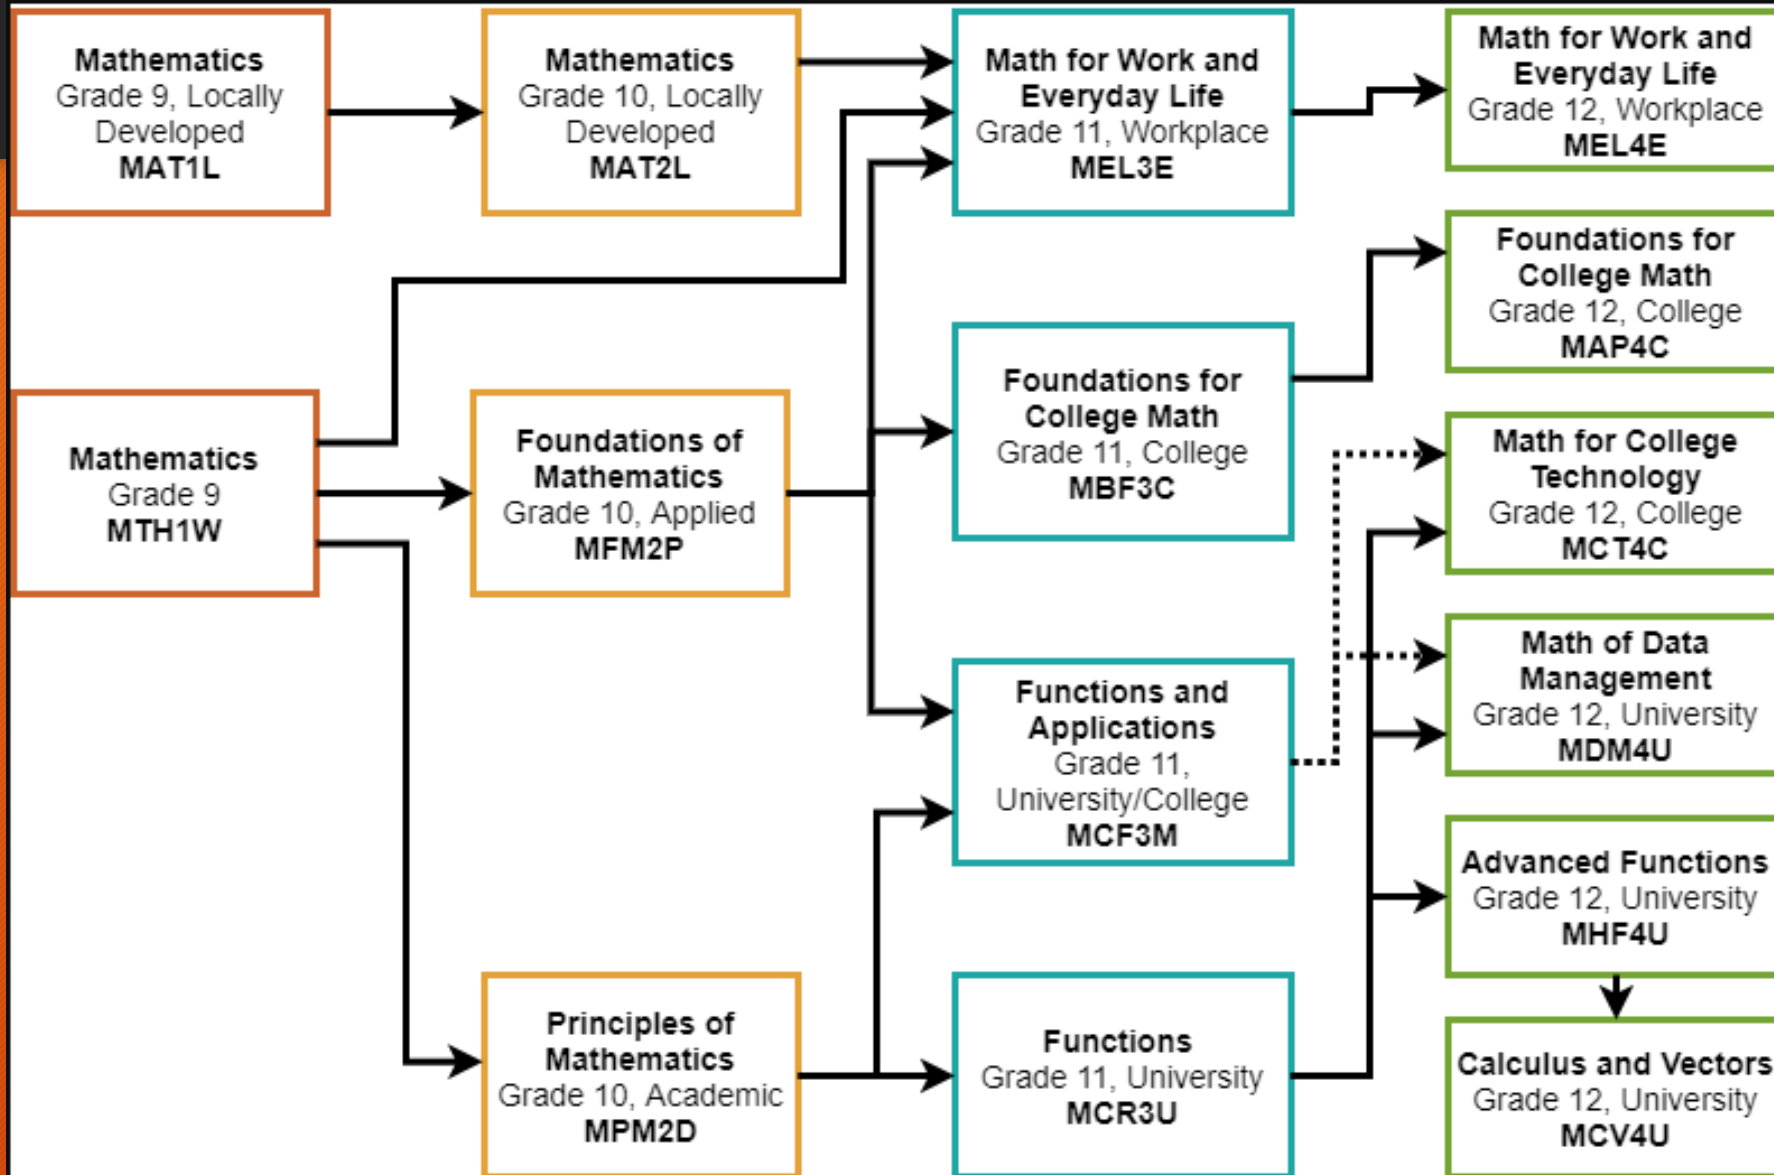 Mathematics
Grade 9, Locally
Developed
MAT1L
Mathematics
Grade 10, Locally
Developed
MAT2L
Math for Work and
Everyday Life
Grade 11, Workplace
MEL3E
Math for Work and
Everyday Life
Grade 12, Workplace
MEL4E
Foundations for
College Math
Grade 12, College
MAP4C
Mathematics
Grade 9
MTH1W
Foundations of
Mathematics
Grade 10, Applied
MFM2P
Foundations for
College Math
Grade 11, College
MBF3C
Math for College
Technology
Grade 12, College
MCT4C
Functions and
Applications
Grade 11,
University/College
MCF3M
Math of Data
Management
Grade 12, University
MDM4U
Advanced Functions
Grade 12, University
MHF4U
Principles of
Mathematics
Grade 10, Academic
MPM2D
Functions
Grade 11, University
MCR3U
Calculus and Vectors
Grade 12, University
MCV4U